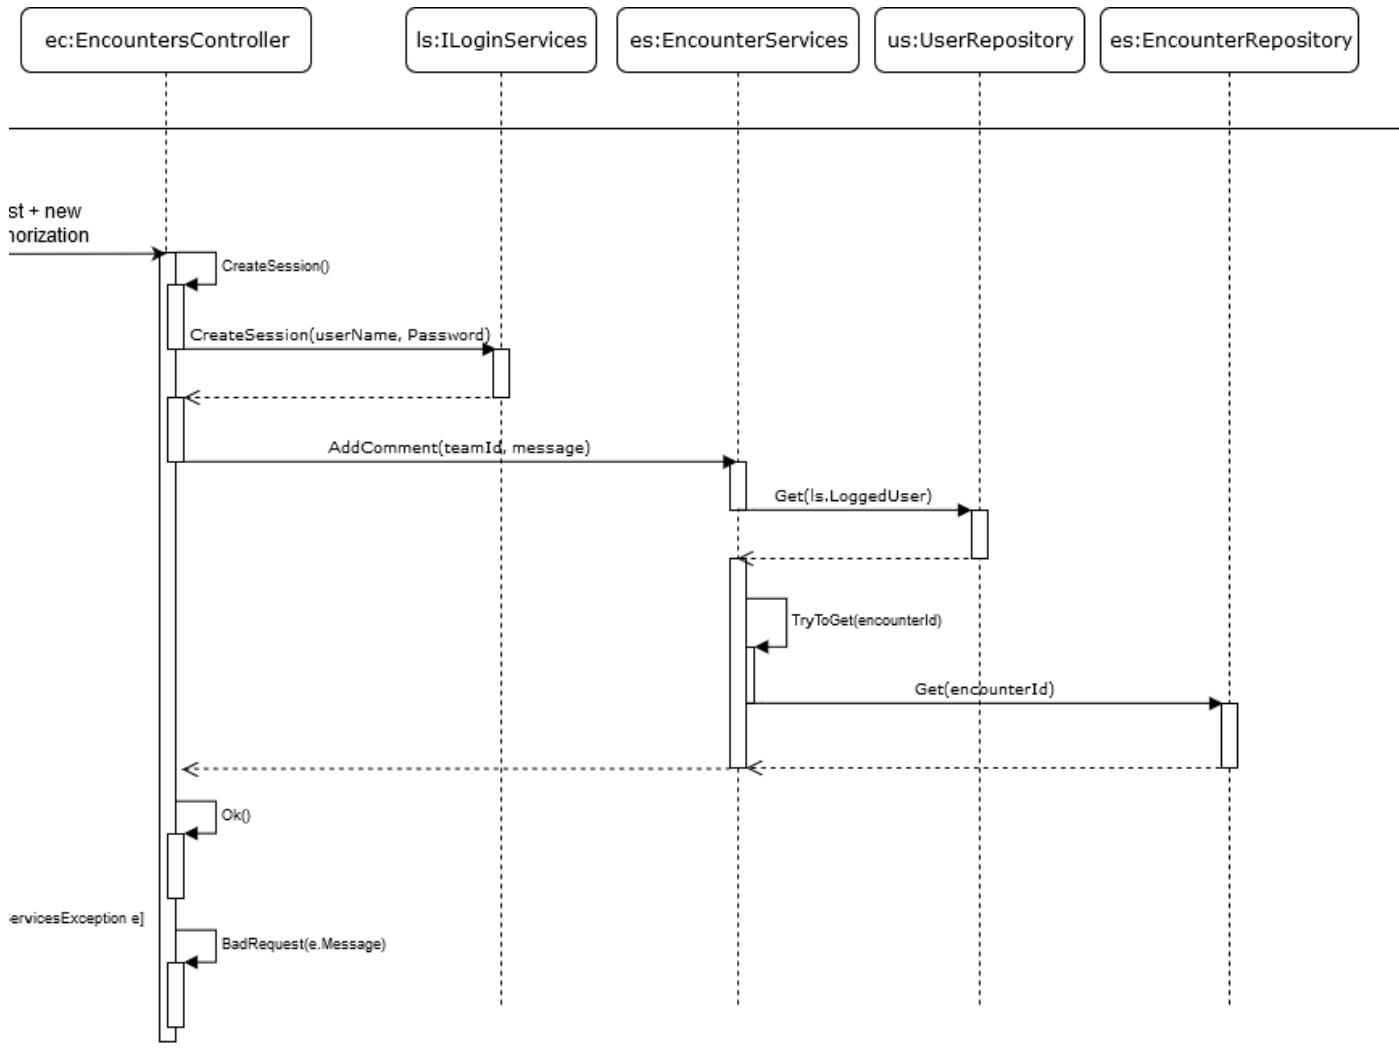 ec:EncountersController
ls:ILoginServices
es:EncounterServices
us:UserRepository
es:EncounterRepository
st + new
horization
CreateSession()
CreateSession(userName, Password)
AddComment(teamId, message)
Get(ls.LoggedUser)
TryToGet(encounterId)
Get(encounterId)
Ok()
ervicesException e]
BadRequest(e.Message)